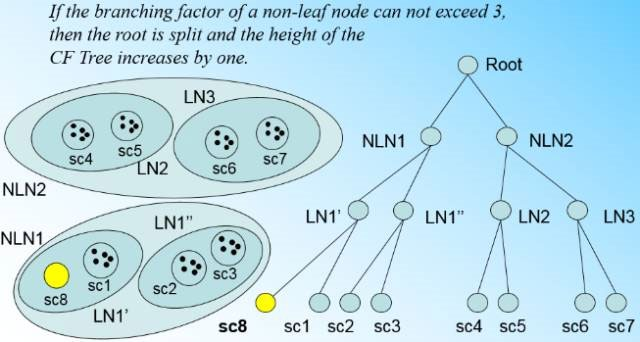 If the branching factor of a non-leaf node can not exceed 3,
then the root is split and the height of the
CF Tree increases by one.
Root
LN3
NLN1
NLN2
sc4
sc5
sc6
sc7
LN2
NLN2
LN1'
LN1''
LN2
LN3
NLN1
LN1''
sc8
sc1
sc2
sc3
LN1'
sc8
sc1
sc2
sc3
sc4
sc5
sc6
sc7